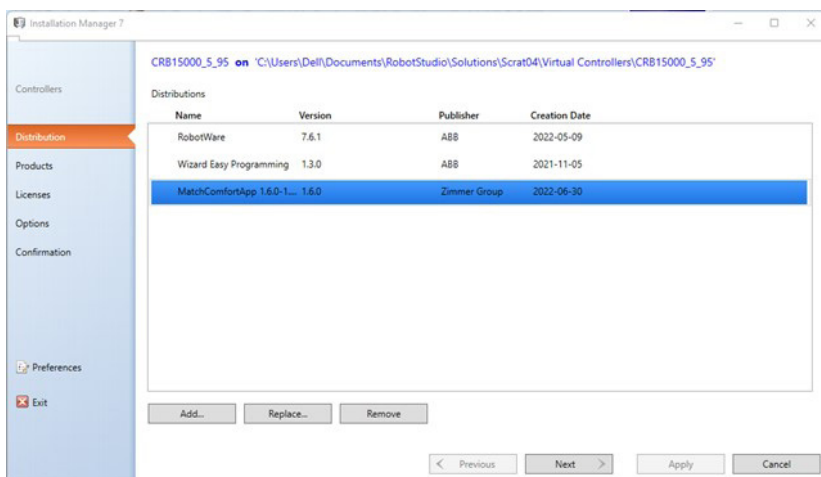 Installation Manager 7
CRB15000_5_95 on 'C:\Users\Dell\Documents\RobotStudio\Solutions\Scrat04\Virtual Controllers\CRB15000_5_95'
Controllers
Distribution
Products
Licenses
Options
Confirmation
Preferences
Exit
Distributions
Name Version Publisher Creation Date
RobotWare 7.6.1 ABB 2022-05-09
Wizard Easy Programming 1.3.0 ABB 2021-11-05
MatchComfortApp 1.6.0-1.... 1.6.0 Zimmer Group 2022-06-30
Add... Replace... Remove
< Previous Next > Apply Cancel